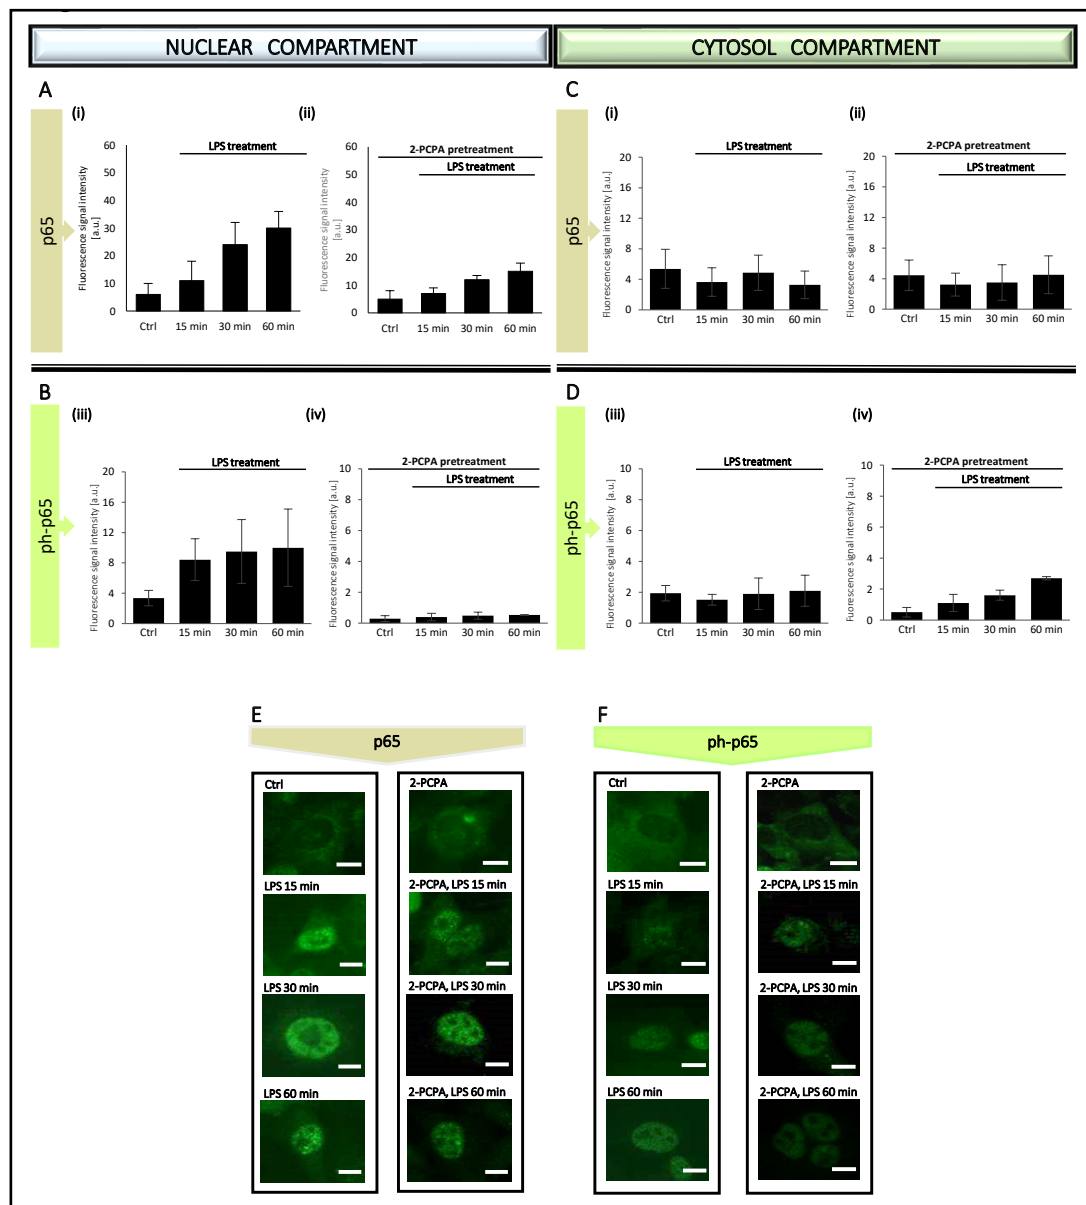 NUCLEAR COMPARTMENT
CYTOSOL COMPARTMENT
A
(i)
(ii)
p65
LPS treatment
Fluorescence signal intensity
[a.u.]
60
50
40
30
20
10
0
Ctrl 15 min 30 min 60 min
2-PCPA pretreatment
LPS treatment
Fluorescence signal intensity
[a.u.]
60
50
40
30
20
10
0
Ctrl 15 min 30 min 60 min
C
(i)
(ii)
p65
LPS treatment
Fluorescence signal intensity [a.u.]
20
16
12
8
4
0
Ctrl 15 min 30 min 60 min
2-PCPA pretreatment
LPS treatment
Fluorescence signal intensity [a.u.]
20
16
12
8
4
0
Ctrl 15 min 30 min 60 min
B
(iii)
(iv)
ph-p65
LPS treatment
Fluorescence signal intensity [a.u.]
20
16
12
8
4
0
Ctrl 15 min 30 min 60 min
2-PCPA pretreatment
LPS treatment
Fluorescence signal intensity [a.u.]
10
8
6
4
2
0
Ctrl 15 min 30 min 60 min
D
(iii)
(iv)
ph-p65
LPS treatment
Fluorescence signal intensity [a.u.]
10
8
6
4
2
0
Ctrl 15 min 30 min 60 min
2-PCPA pretreatment
LPS treatment
Fuorescence signal intensity [a.u.]
10
8
6
4
2
0
Ctrl 15 min 30 min 60 min
E
p65
Ctrl
LPS 15 min
LPS 30 min
LPS 60 min
2-PCPA
2-PCPA, LPS 15 min
2-PCPA, LPS 30 min
2-PCPA, LPS 60 min
F
ph-p65
Ctrl
LPS 15 min
LPS 30 min
LPS 60 min
2-PCPA
2-PCPA, LPS 15 min
2-PCPA, LPS 30 min
2-PCPA, LPS 60 min